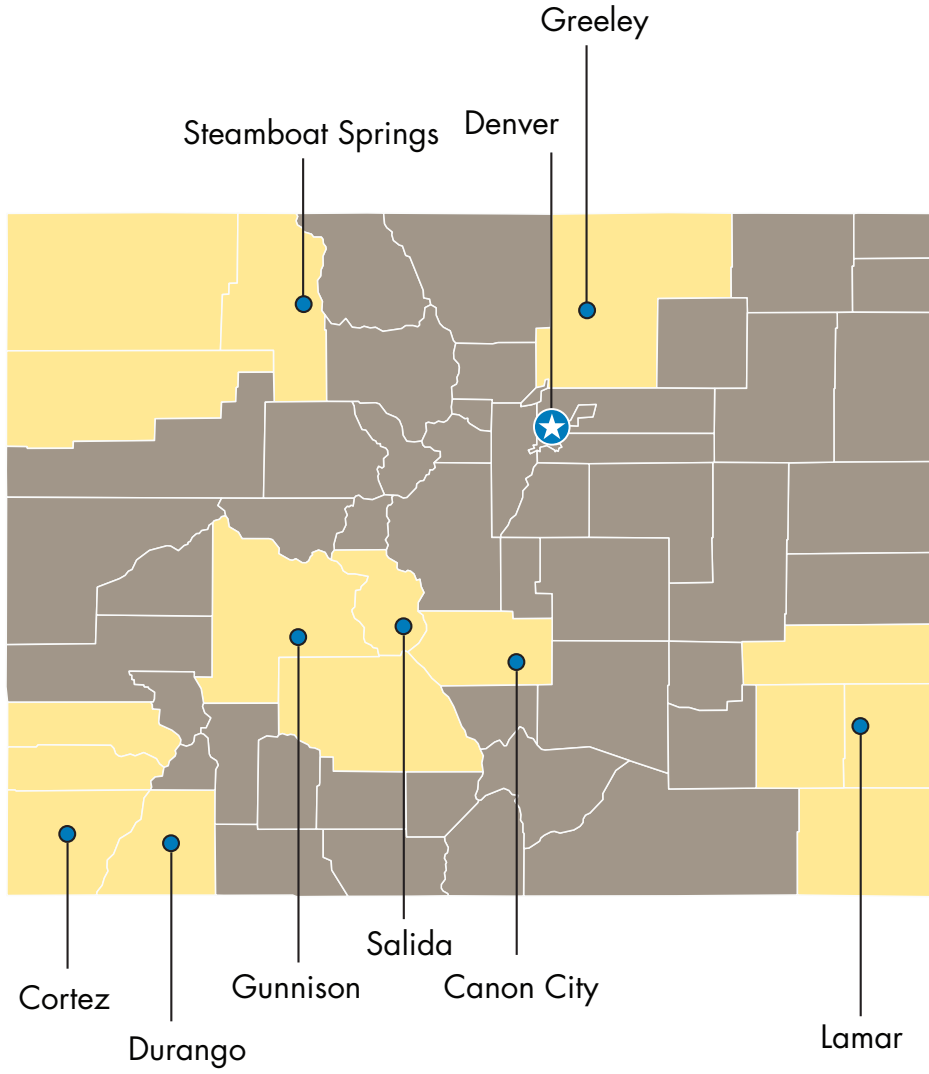 Greeley
Denver
Steamboat Springs
Salida
Gunnison
Canon City
Cortez
Lamar
Durango